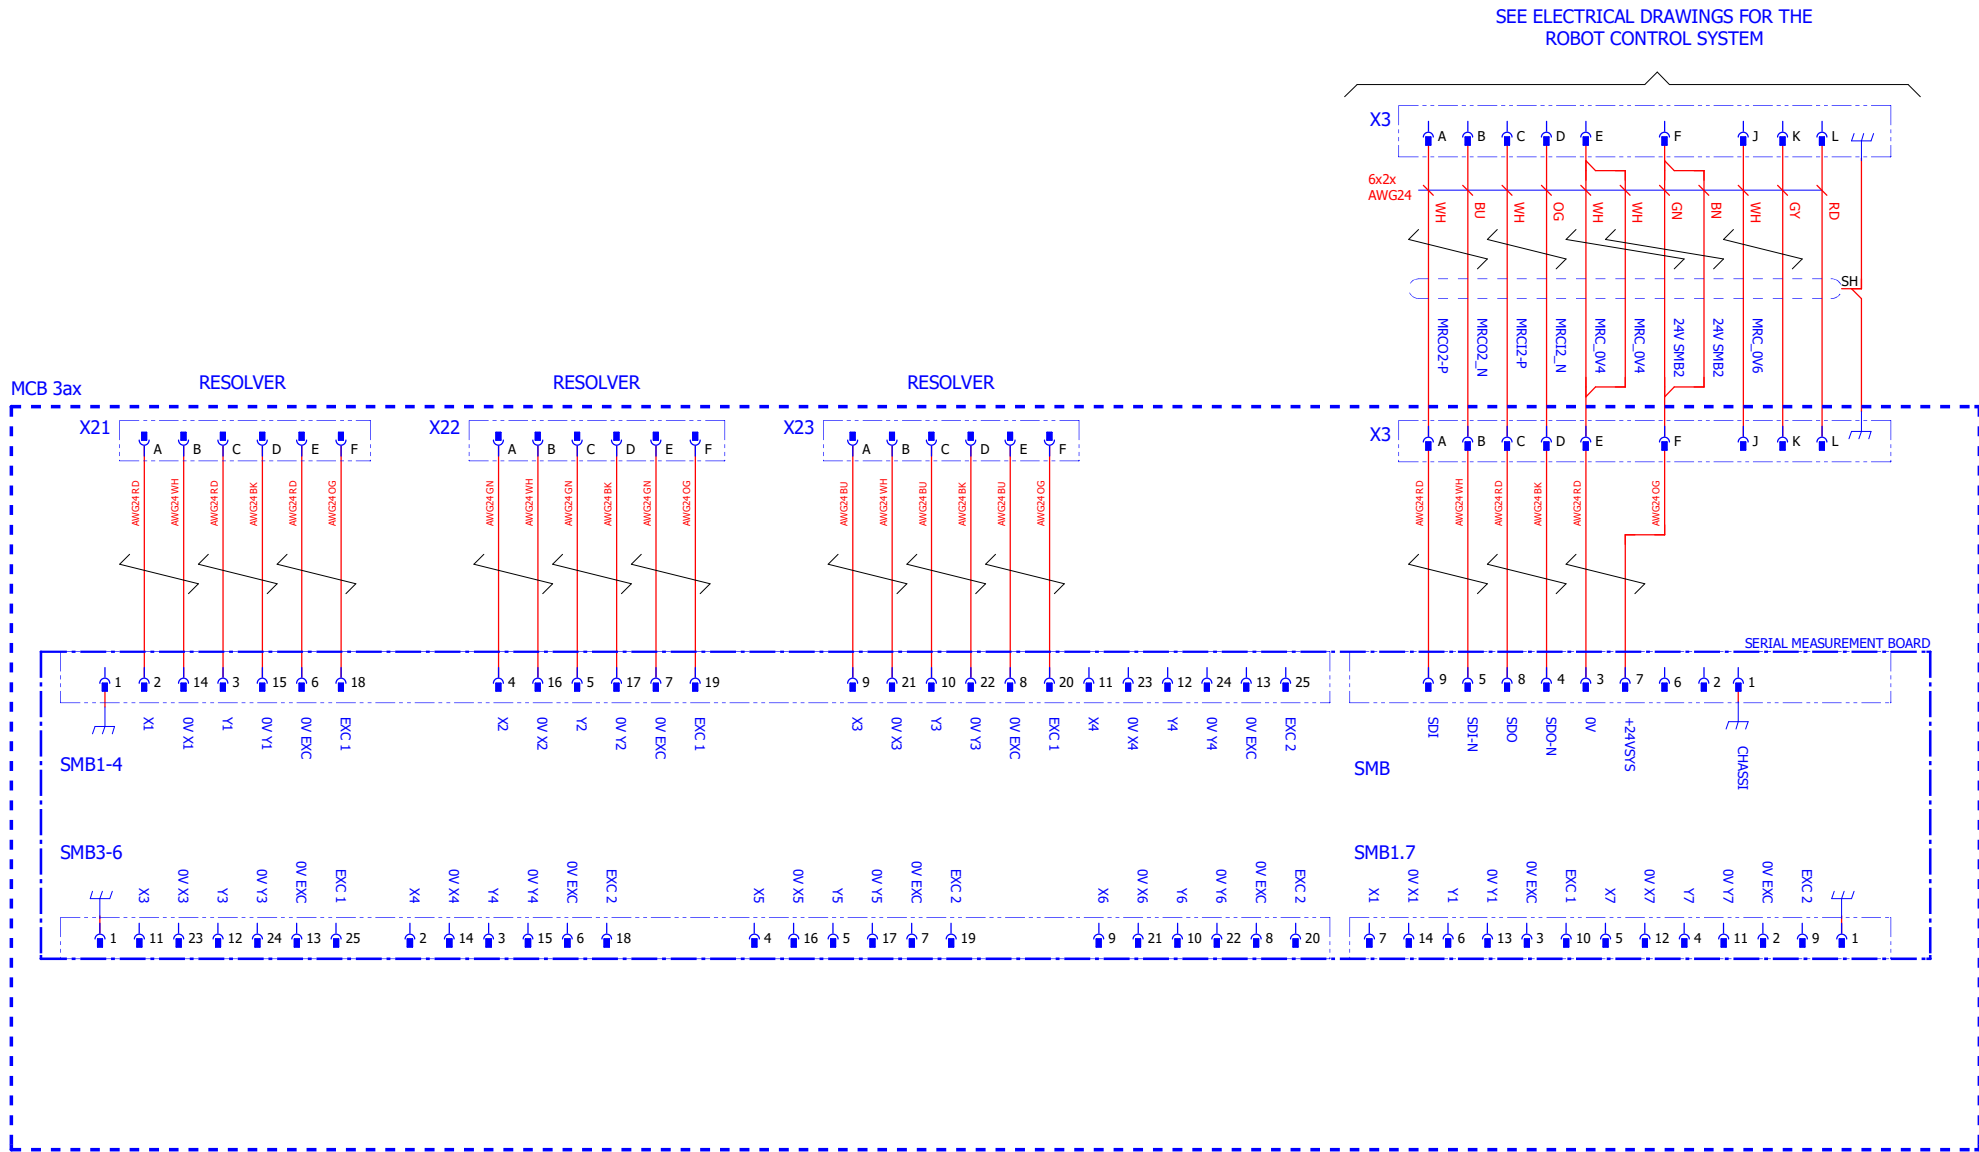 SEE ELECTRICAL DRAWINGS FOR THE
ROBOT CONTROL SYSTEM
X3
A B C D E F J K L
6x2x
AWG24
WH BU WH OG WH WH GN BN WH GY RD
SH
MRCO2-P MRCO2_N MRCI2-P MRCI2_N MRC_0V4 MRC_0V4 24V SMB2 24V SMB2 MRC_0V6
MCB 3ax
RESOLVER RESOLVER RESOLVER
X21 A B C D E F
X22 A B C D E F
X23 A B C D E F
X3 A B C D E F J K L
AWG24 RD AWG24 WH AWG24 RD AWG24 BK AWG24 RD AWG24 OG
AWG24 GN AWG24 WH AWG24 GN AWG24 BK AWG24 GN AWG24 OG
AWG24 BU AWG24 WH AWG24 BU AWG24 BK AWG24 BU AWG24 OG
AWG24 RD AWG24 WH AWG24 RD AWG24 BK AWG24 RD AWG24 OG
SERIAL MEASUREMENT BOARD
1 2 14 3 15 6 18 4 16 5 17 7 19 9 21 10 22 8 20 11 23 12 24 13 25
9 5 8 4 3 7 6 2 1
X1 0V X1 Y1 0V Y1 0V EXC EXC 1 X2 0V X2 Y2 0V Y2 0V EXC EXC 1 X3 0V X3 Y3 0V Y3 0V EXC EXC 1 X4 0V X4 Y4 0V Y4 0V EXC EXC 2
SDI SDI-N SDO SDO-N 0V +24VSYS CHASSI
SMB1-4
SMB
SMB3-6
SMB1.7
X3 0V X3 Y3 0V Y3 0V EXC EXC 1 X4 0V X4 Y4 0V Y4 0V EXC EXC 2 X5 0V X5 Y5 0V Y5 0V EXC EXC 2 X6 0V X6 Y6 0V Y6 0V EXC EXC 2
X1 0V X1 Y1 0V Y1 0V EXC EXC 1 X7 0V X7 Y7 0V Y7 0V EXC EXC 2
1 11 23 12 24 13 25 2 14 3 15 6 18 4 16 5 17 7 19 9 21 10 22 8 20
7 14 6 13 3 10 5 12 4 11 2 9 1